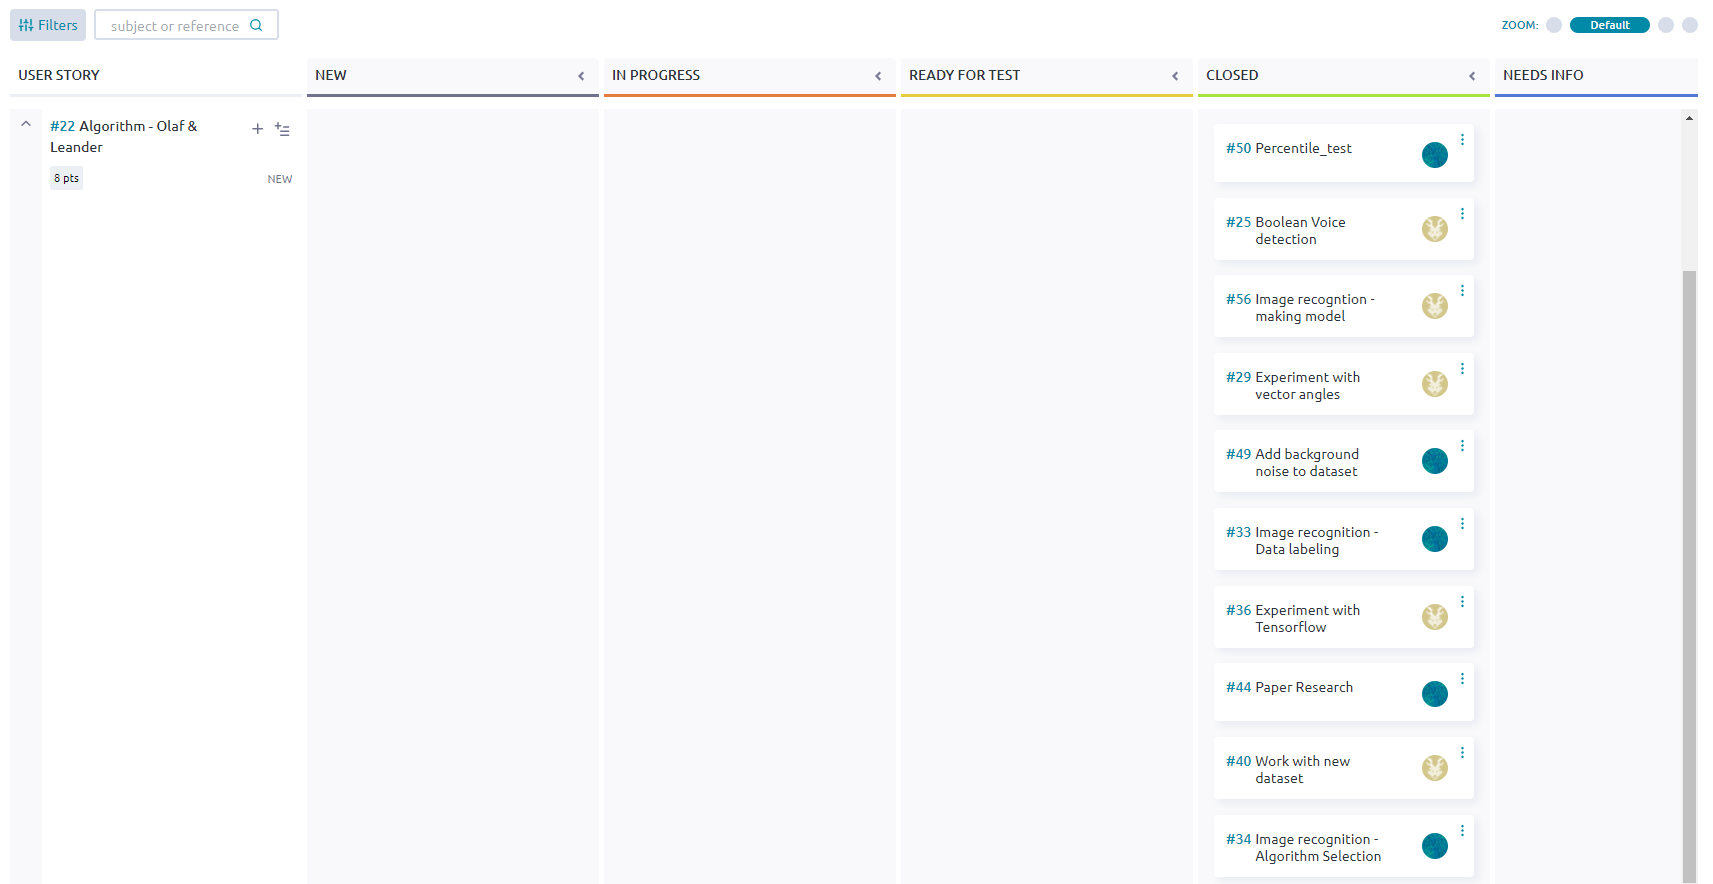 Filters
subject or reference
ZOOM:
Default
USER STORY
NEW
IN PROGRESS
READY FOR TEST
CLOSED
NEEDS INFO
#22 Algorithm - Olaf &
Leander
8 pts
NEW
#50 Percentile_test
#25 Boolean Voice
detection
#56 Image recogntion -
making model
#29 Experiment with
vector angles
#49 Add background
noise to dataset
#33 Image recognition -
Data labeling
#36 Experiment with
Tensorflow
#44 Paper Research
#40 Work with new
dataset
#34 Image recognition -
Algorithm Selection